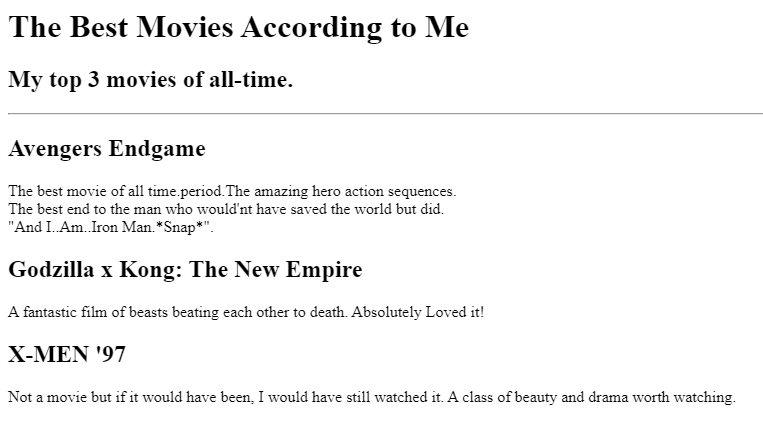 The Best Movies According to Me
My top 3 movies of all-time.
Avengers Endgame
The best movie of all time.period.The amazing hero action sequences.
The best end to the man who would'nt have saved the world but did.
"And I..Am..Iron Man.*Snap*".
Godzilla x Kong: The New Empire
A fantastic film of beasts beating each other to death. Absolutely Loved it!
X-MEN '97
Not a movie but if it would have been, I would have still watched it. A class of beauty and drama worth watching.